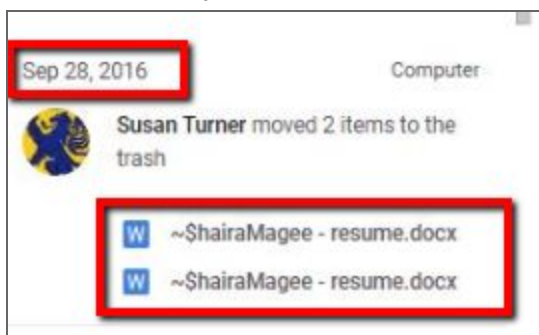 Sep 28, 2016 Computer
Susan Turner moved 2 items to the
trash
W ~$hairaMagee - resume.docx
W ~$hairaMagee - resume.docx